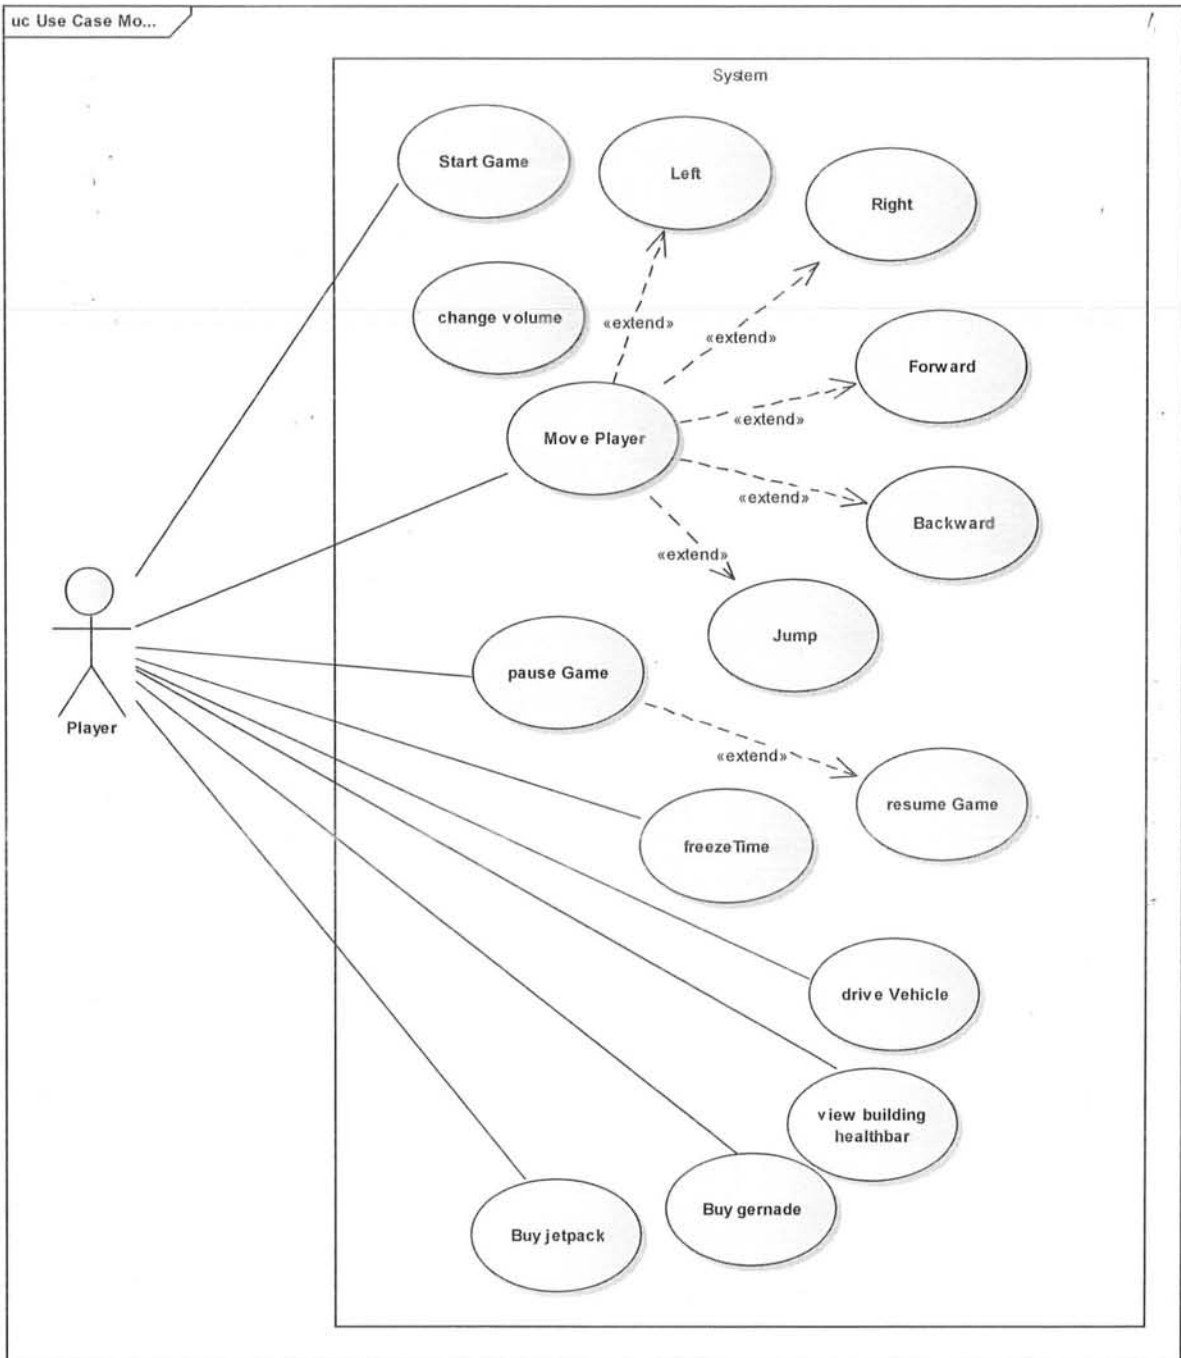 uc Use Case Mo...
System
Start Game
Left
Right
change volume
«extend»
«extend»
Forward
«extend»
Move Player
«extend»
Backward
«extend»
Jump
pause Game
Player
«extend»
resume Game
freezeTime
drive Vehicle
view building
healthbar
Buy gernade
Buy jetpack